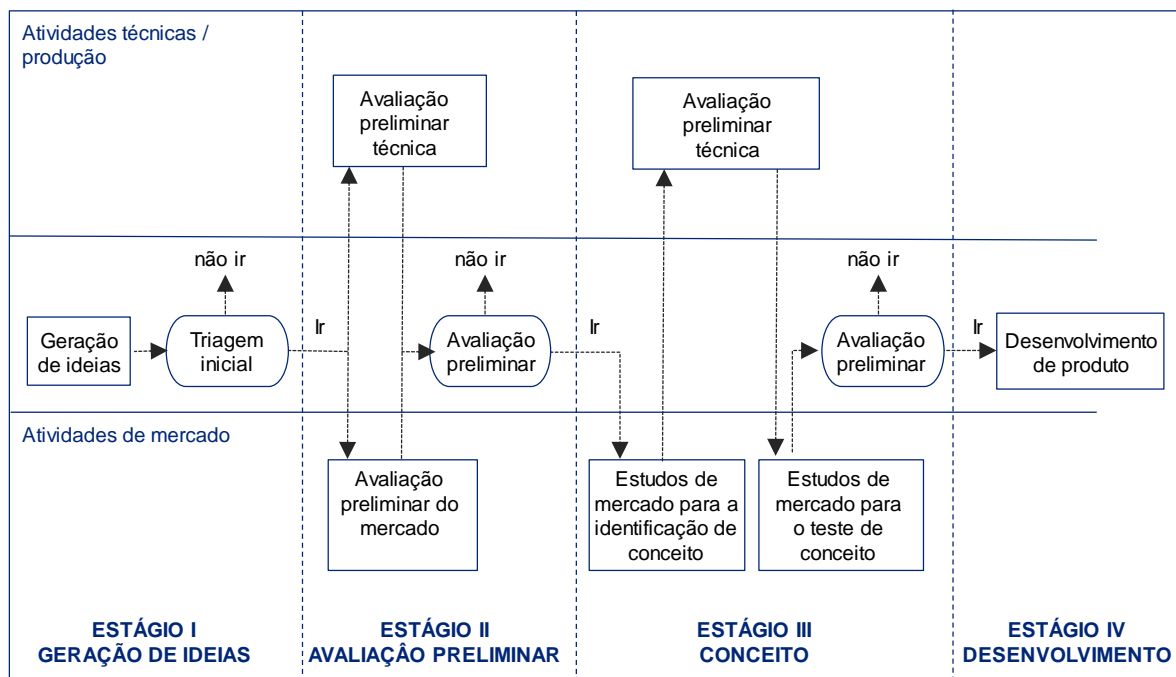 Atividades técnicas /
produção
Avaliação
preliminar
técnica
Avaliação
preliminar
técnica
não ir
não ir
não ir
Geração
de ideias
Triagem
inicial
Ir
Avaliação
preliminar
Ir
Avaliação
preliminar
Ir
Desenvolvimento
de produto
Atividades de mercado
Avaliação
preliminar do
mercado
Estudos de
mercado para a
identificação de
conceito
Estudos de
mercado para
o teste de
conceito
ESTÁGIO I
GERAÇÃO DE IDEIAS
ESTÁGIO II
AVALIAÇÂO PRELIMINAR
ESTÁGIO III
CONCEITO
ESTÁGIO IV
DESENVOLVIMENTO